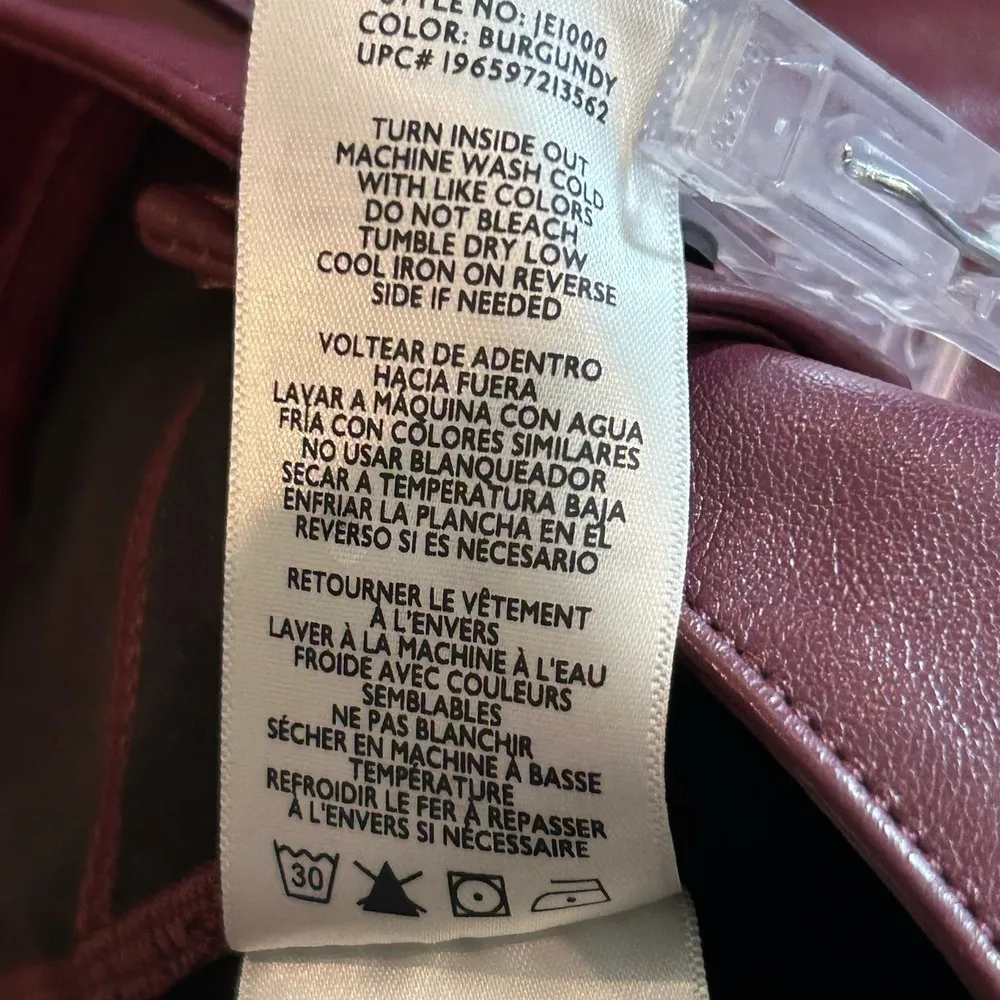 STYLE NO: JE1000
COLOR: BURGUNDY
UPC# 196597213562
TURN INSIDE OUT
MACHINE WASH COLD
WITH LIKE COLORS
DO NOT BLEACH
TUMBLE DRY LOW
COOL IRON ON REVERSE
SIDE IF NEEDED
VOLTEAR DE ADENTRO
HACIA FUERA
LAVAR A MÁQUINA CON AGUA
FRÍA CON COLORES SIMILARES
NO USAR BLANQUEADOR
SECAR A TEMPERATURA BAJA
ENFRIAR LA PLANCHA EN EL
REVERSO SI ES NECESARIO
RETOURNER LE VÊTEMENT
À L'ENVERS
LAVER À LA MACHINE À L'EAU
FROIDE AVEC COULEURS
SEMBLABLES
NE PAS BLANCHIR
SÉCHER EN MACHINE À BASSE
TEMPÉRATURE
REFROIDIR LE FER À REPASSER
À L'ENVERS SI NÉCESSAIRE
30